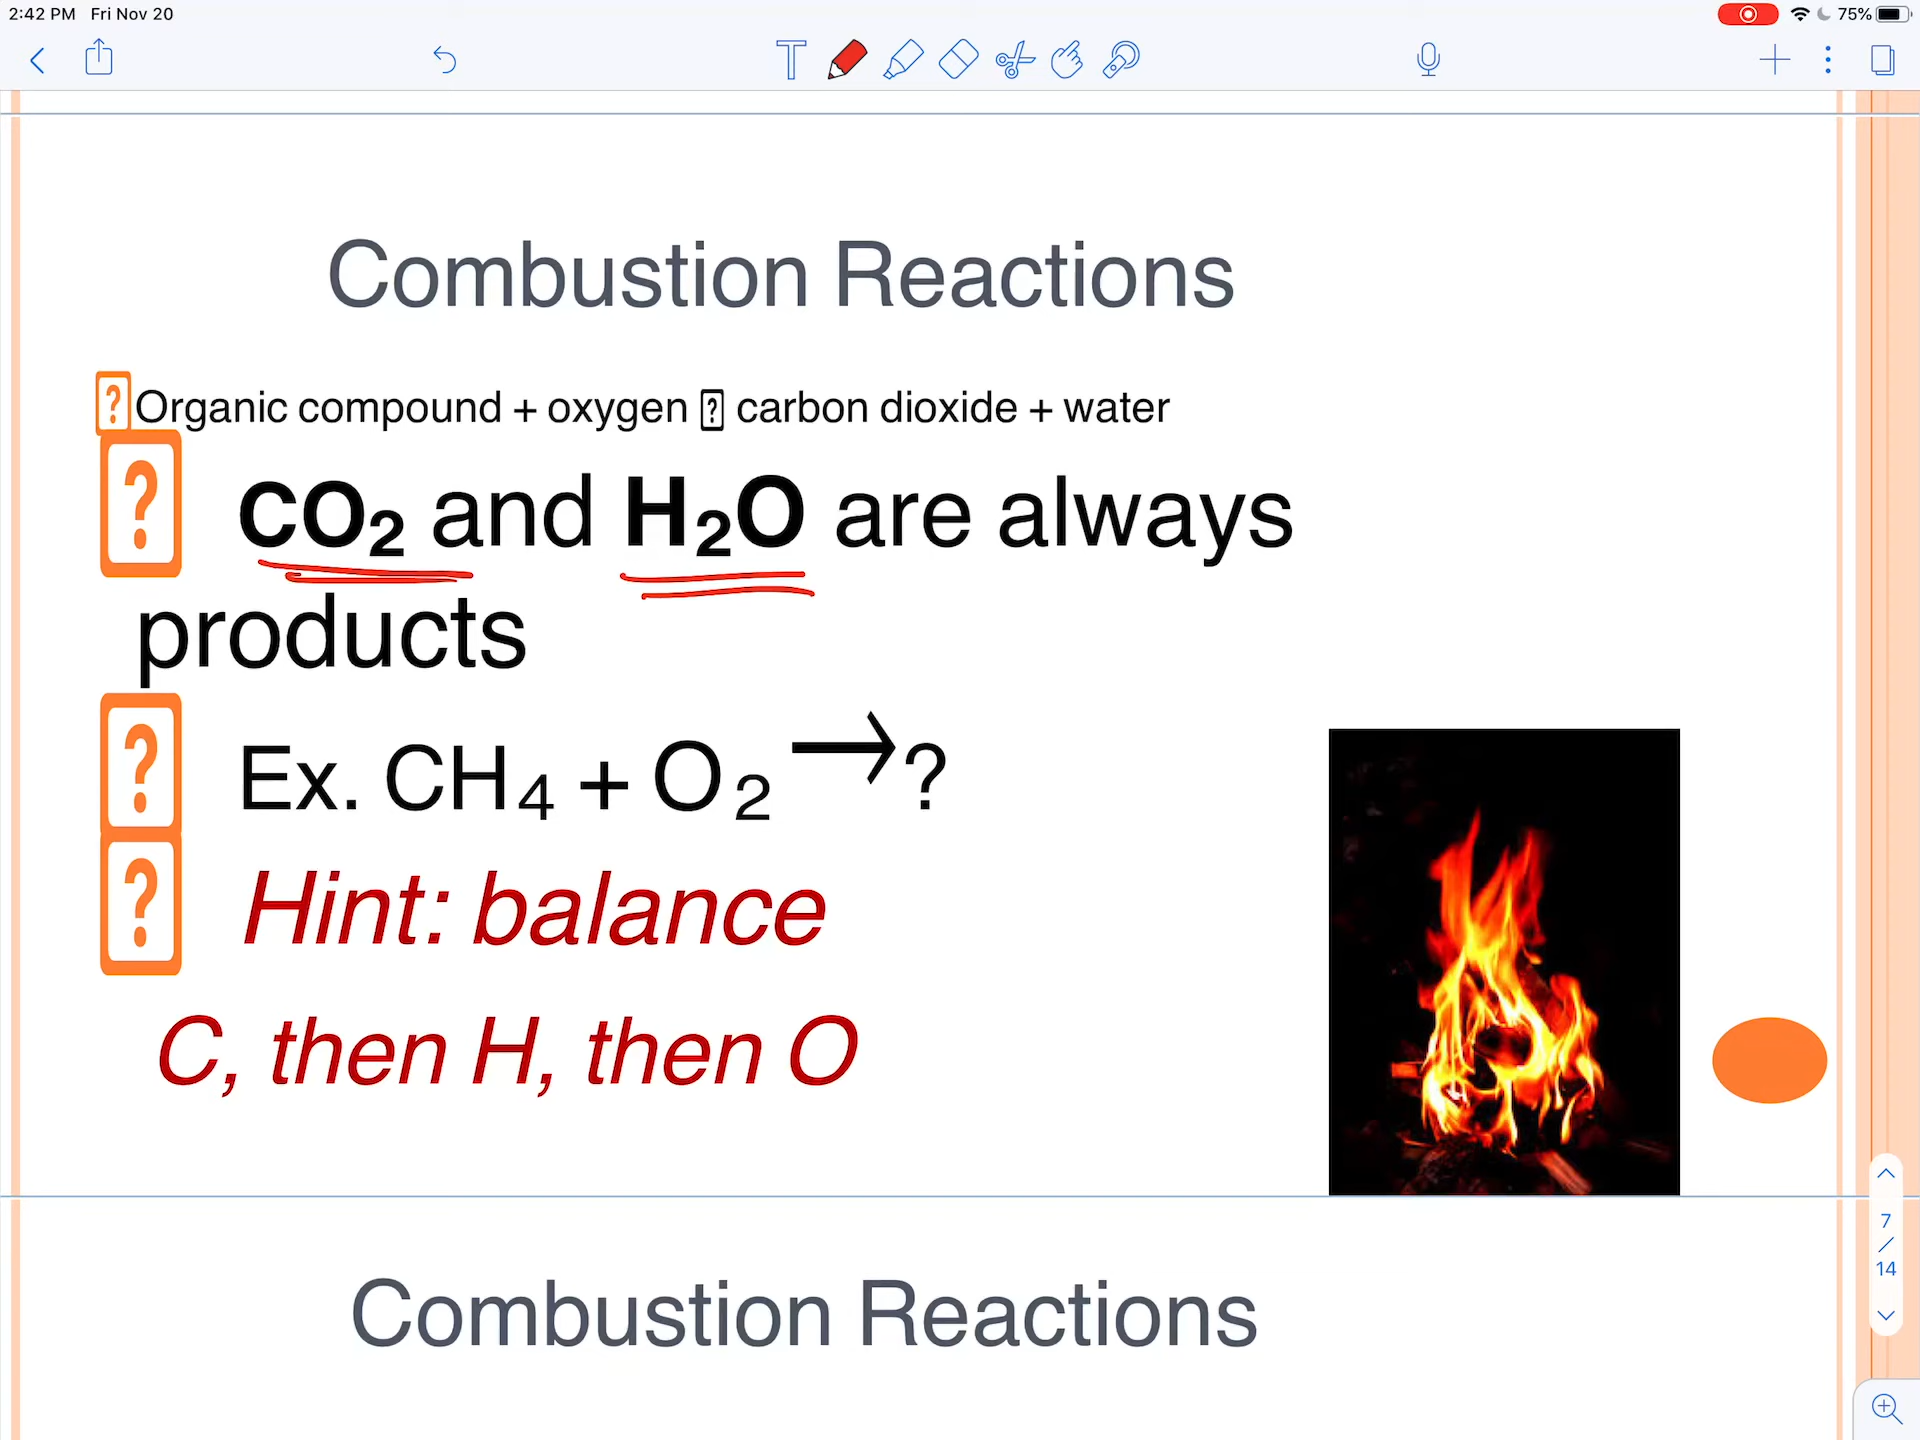 2:42 PM Fri Nov 20
75%
Combustion Reactions
Organic compound + oxygen ? carbon dioxide + water
? CO₂ and H₂O are always
products
? Ex. CH₄ + O₂ → ?
? Hint: balance
C, then H, then O
7
/
14
Combustion Reactions